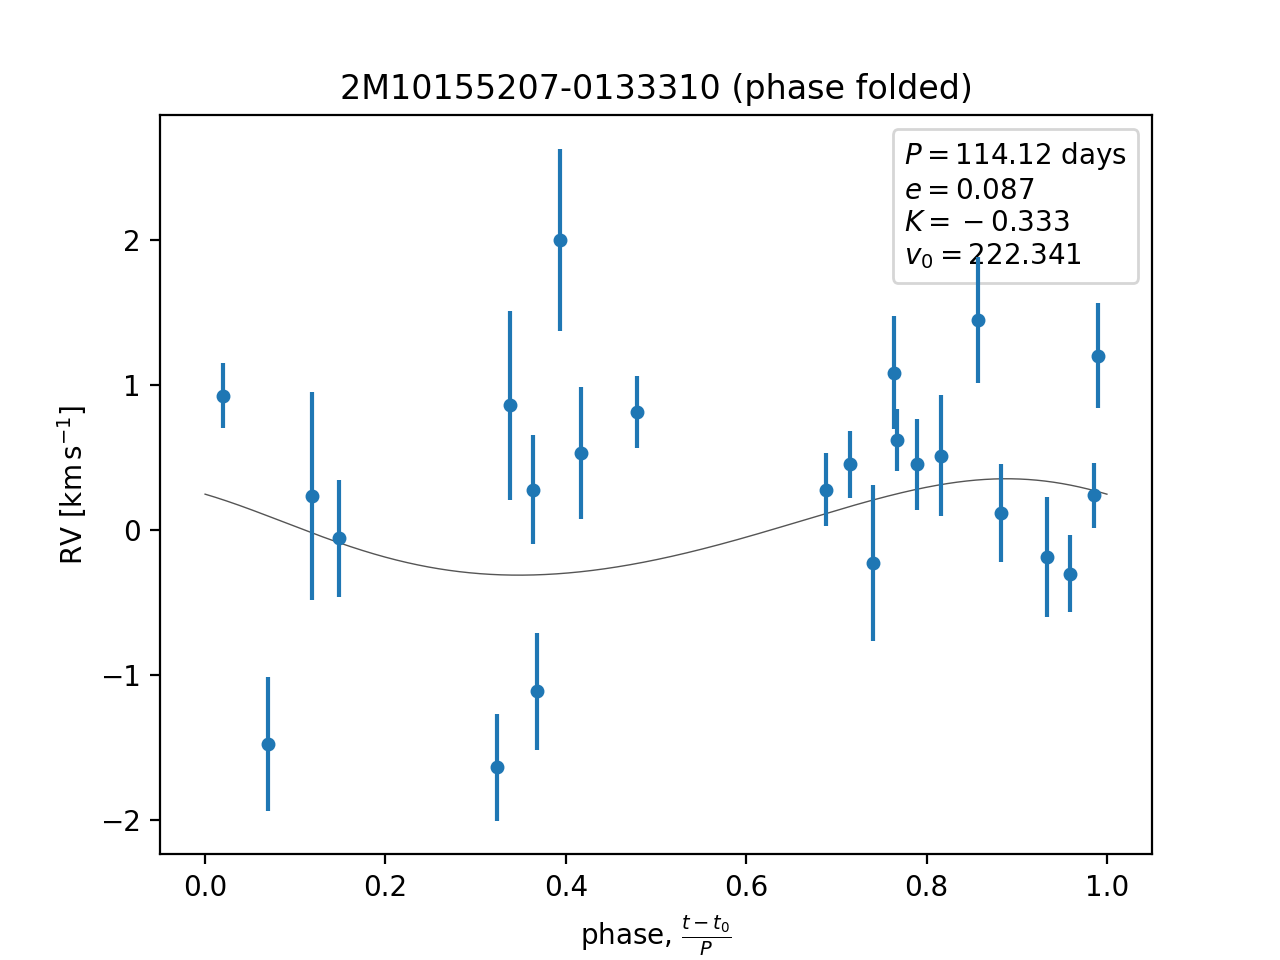 2M10155207-0133310 (phase folded)
P = 114.12 days
e = 0.087
K = −0.333
v₀ = 222.341
RV [km s⁻¹]
2
1
0
−1
−2
0.0 0.2 0.4 0.6 0.8 1.0
phase, (t − t₀)/P